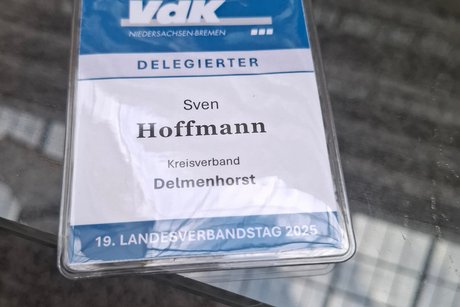 VdK
NIEDERSACHSEN-BREMEN
DELEGIERTER
Sven
Hoffmann
Kreisverband
Delmenhorst
19. LANDESVERBANDSTAG 2025